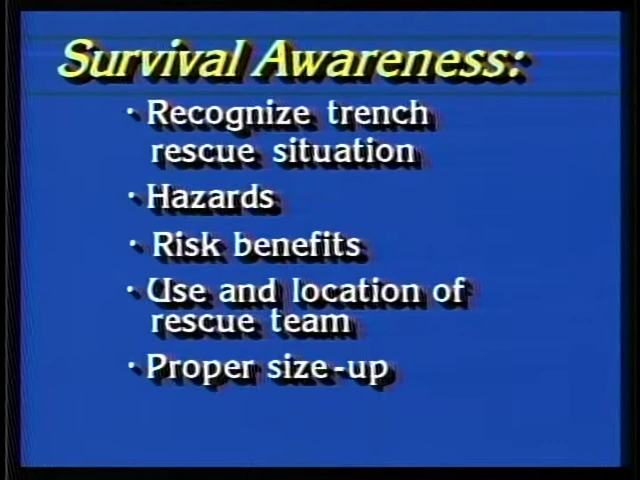 Survival Awareness:
· Recognize trench
rescue situation
· Hazards
· Risk benefits
· Use and location of
rescue team
· Proper size-up